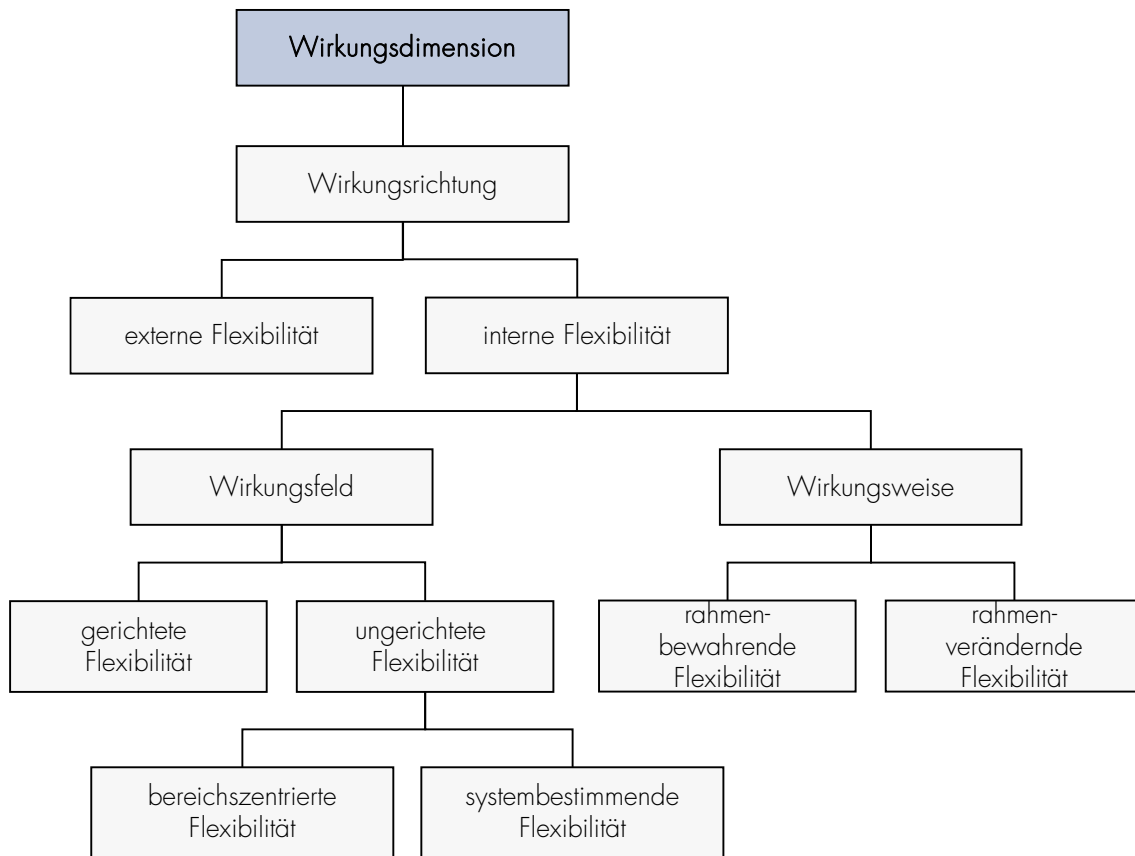 Wirkungsdimension
Wirkungsrichtung
externe Flexibilität
interne Flexibilität
Wirkungsfeld
Wirkungsweise
gerichtete
Flexibilität
ungerichtete
Flexibilität
rahmen-
bewahrende
Flexibilität
rahmen-
verändernde
Flexibilität
bereichszentrierte
Flexibilität
systembestimmende
Flexibilität